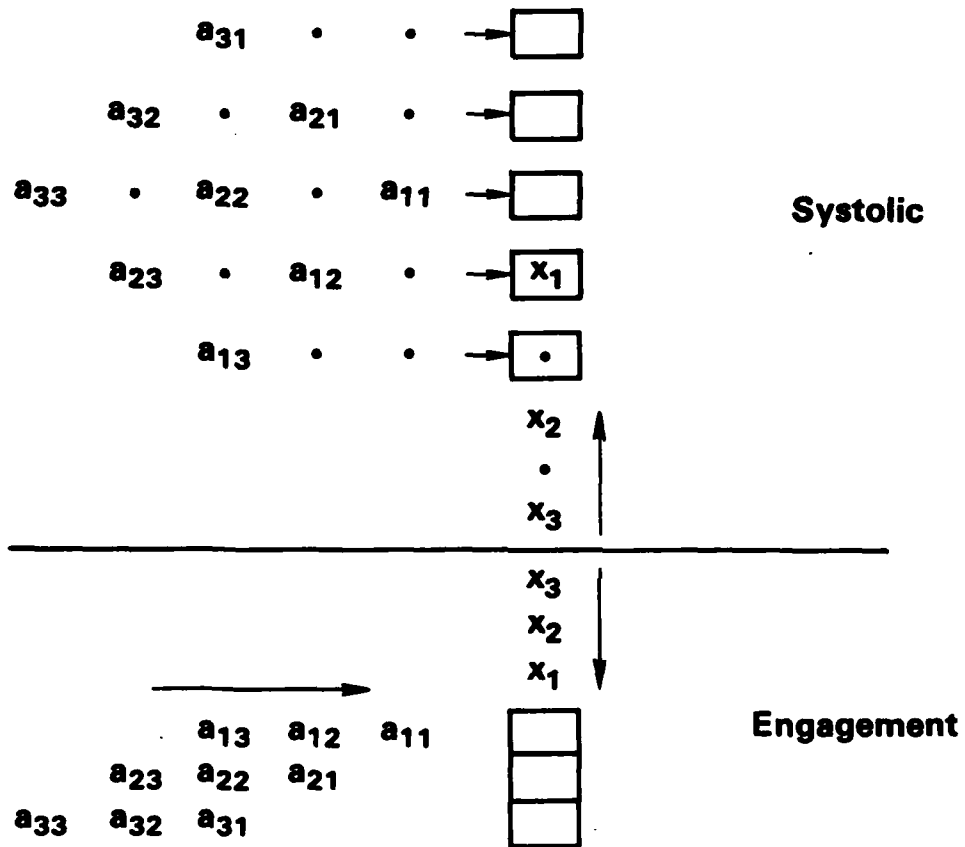 a31 • •
a32 • a21 •
a33 • a22 • a11
Systolic
a23 • a12 • x1
a13 • • •
x2
•
x3
x3
x2
x1
Engagement
a13 a12 a11
a23 a22 a21
a33 a32 a31